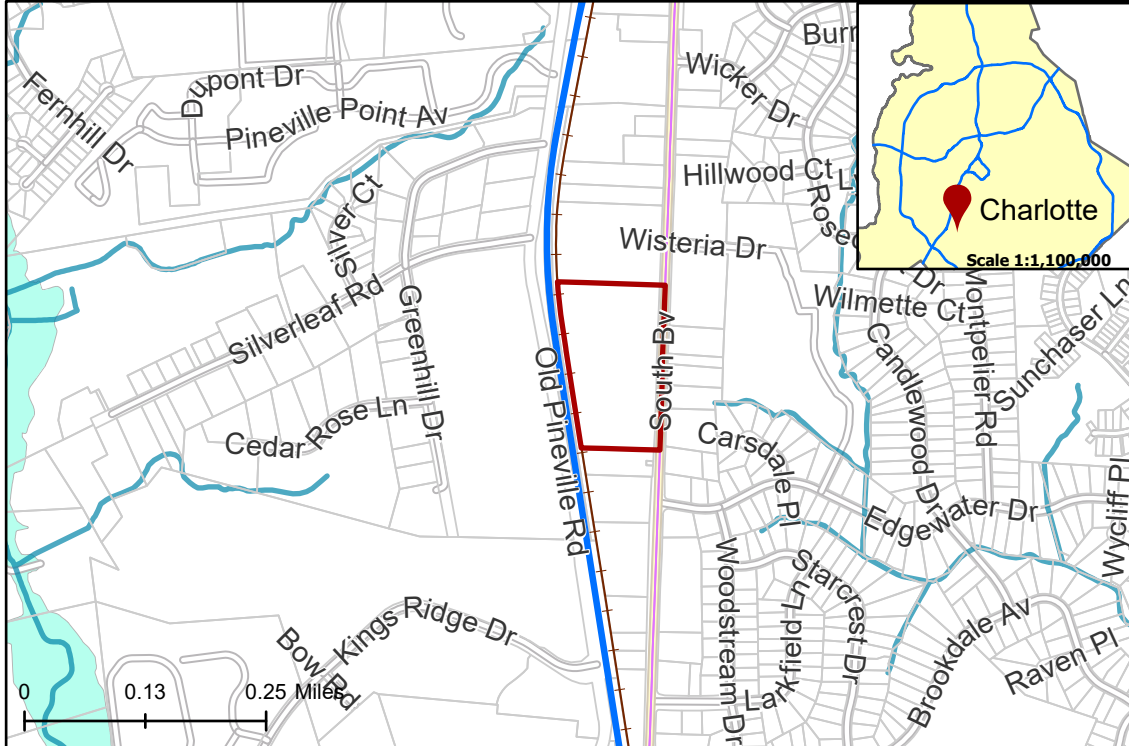 Burr
Wicker Dr
Dupont Dr
Fernhill Dr
Pineville Point Av
Hillwood Ct
L
Rosec
t Dr
Charlotte
Scale 1:1,100,000
Silver Ct
Wisteria Dr
Wilmette Ct
Montpelier Rd
Sunchaser Ln
Silverleaf Rd
Greenhill Dr
Old Pineville Rd
South Bv
Candlewood Dr
Cedar Rose Ln
Carsdale Pl
Edgewater Dr
Wycliff Pl
Woodstream Dr
Starcrest Dr
Larkfield Ln
Brookdale Av
Raven Pl
Kings Ridge Dr
Bow Rd
0 0.13 0.25 Miles